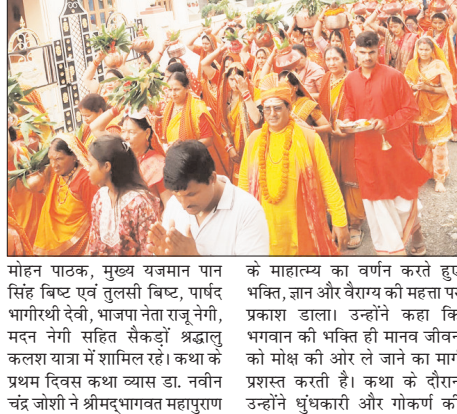 मोहन पाठक, मुख्य यजमान पान
सिंह बिष्ट एवं तुलसी बिष्ट, पार्षद
भागीरथी देवी, भाजपा नेता राजू नेगी,
मदन नेगी सहित सैकड़ों श्रद्धालु
कलश यात्रा में शामिल रहे। कथा के
प्रथम दिवस कथा व्यास डा. नवीन
चंद्र जोशी ने श्रीमद्भागवत महापुराण
के माहात्म्य का वर्णन करते हुए
भक्ति, ज्ञान और वैराग्य की महत्ता पर
प्रकाश डाला। उन्होंने कहा कि
भगवान की भक्ति ही मानव जीवन
को मोक्ष की ओर ले जाने का मार्ग
प्रशस्त करती है। कथा के दौरान
उन्होंने धुंधकारी और गोकर्ण की